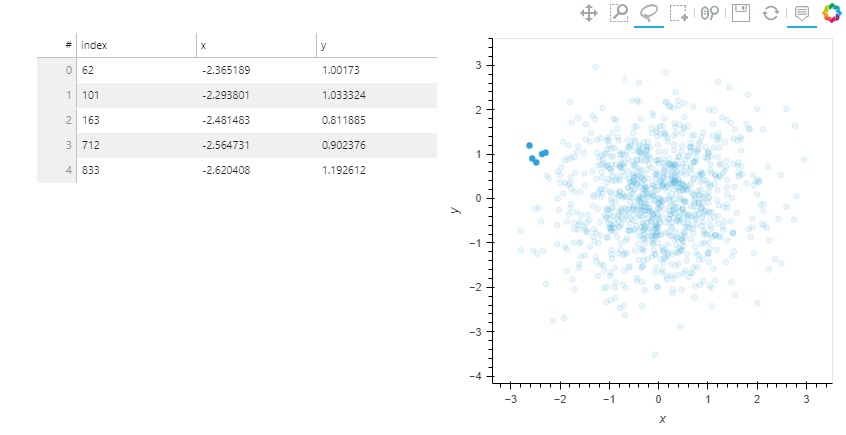 # index x y
0 62 -2.365189 1.00173
1 101 -2.293801 1.033324
2 163 -2.481483 0.811885
3 712 -2.564731 0.902376
4 833 -2.620408 1.192612
3
2
1
0
−1
−2
−3
−4
y
−3 −2 −1 0 1 2 3
x